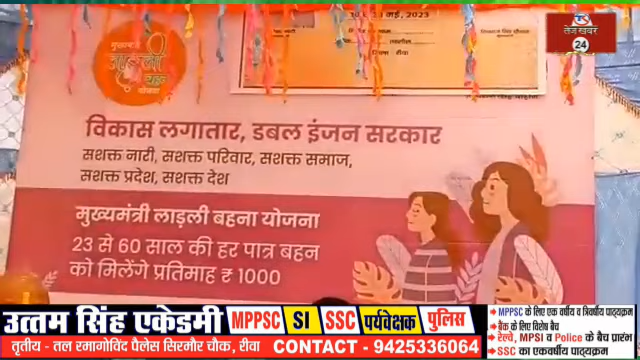 10 से 25 मई, 2023
तेज खबर
24
मुख्यमंत्री
लाड़ली
बहना
योजना
विकास लगातार, डबल इंजन सरकार
सशक्त नारी, सशक्त परिवार, सशक्त समाज,
सशक्त प्रदेश, सशक्त देश
मुख्यमंत्री लाड़ली बहना योजना
23 से 60 साल की हर पात्र बहन
को मिलेंगे प्रतिमाह ₹ 1000
उत्तम सिंह एकेडमी MPPSC SI SSC पर्यवेक्षक पुलिस
तृतीय - तल रमागोविंद पैलेस सिरमौर चौक, रीवा CONTACT - 9425336064
MPPSC के लिए एक वर्षीय व त्रिवर्षीय पाठ्यक्रम
बैंक के लिए विशेष बैच
रेल्वे, MPSI व Police के बैच प्रारंभ
SSC का एकवर्षीय पाठ्यक्रम